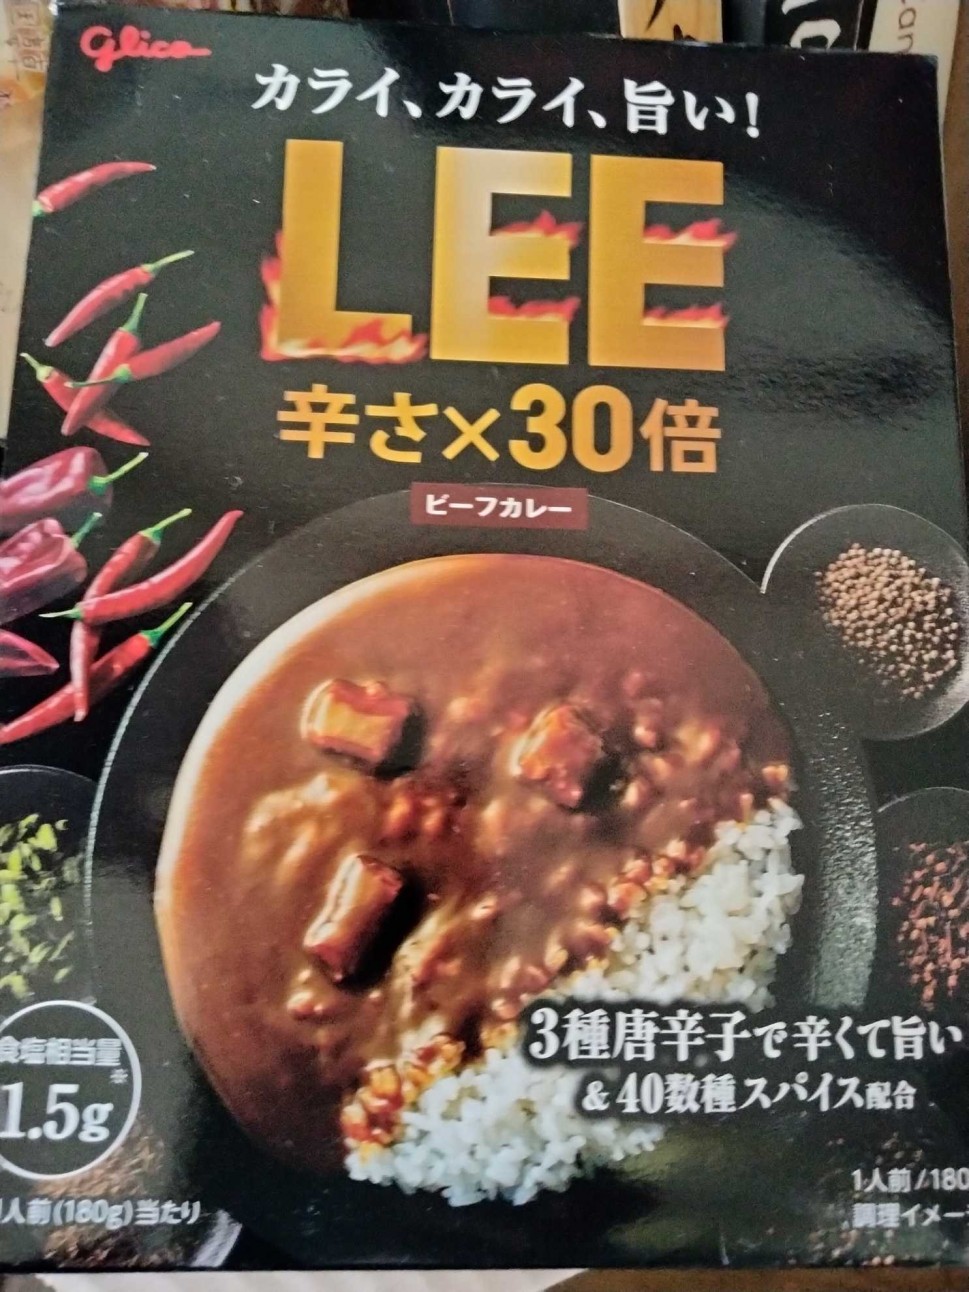 Glico
カライ、カライ、旨い!
LEE
辛さ×30倍
ビーフカレー
3種唐辛子で辛くて旨い
&40数種スパイス配合
食塩相当量
※
1.5g
1人前(180g)当たり
1人前/180
調理イメー